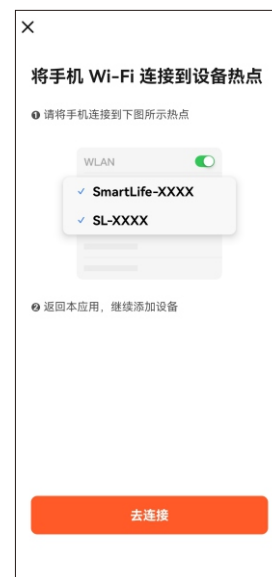 将手机 Wi-Fi 连接到设备热点
❶ 请将手机连接到下图所示热点
WLAN
SmartLife-XXXX
SL-XXXX
❷ 返回本应用，继续添加设备
去连接